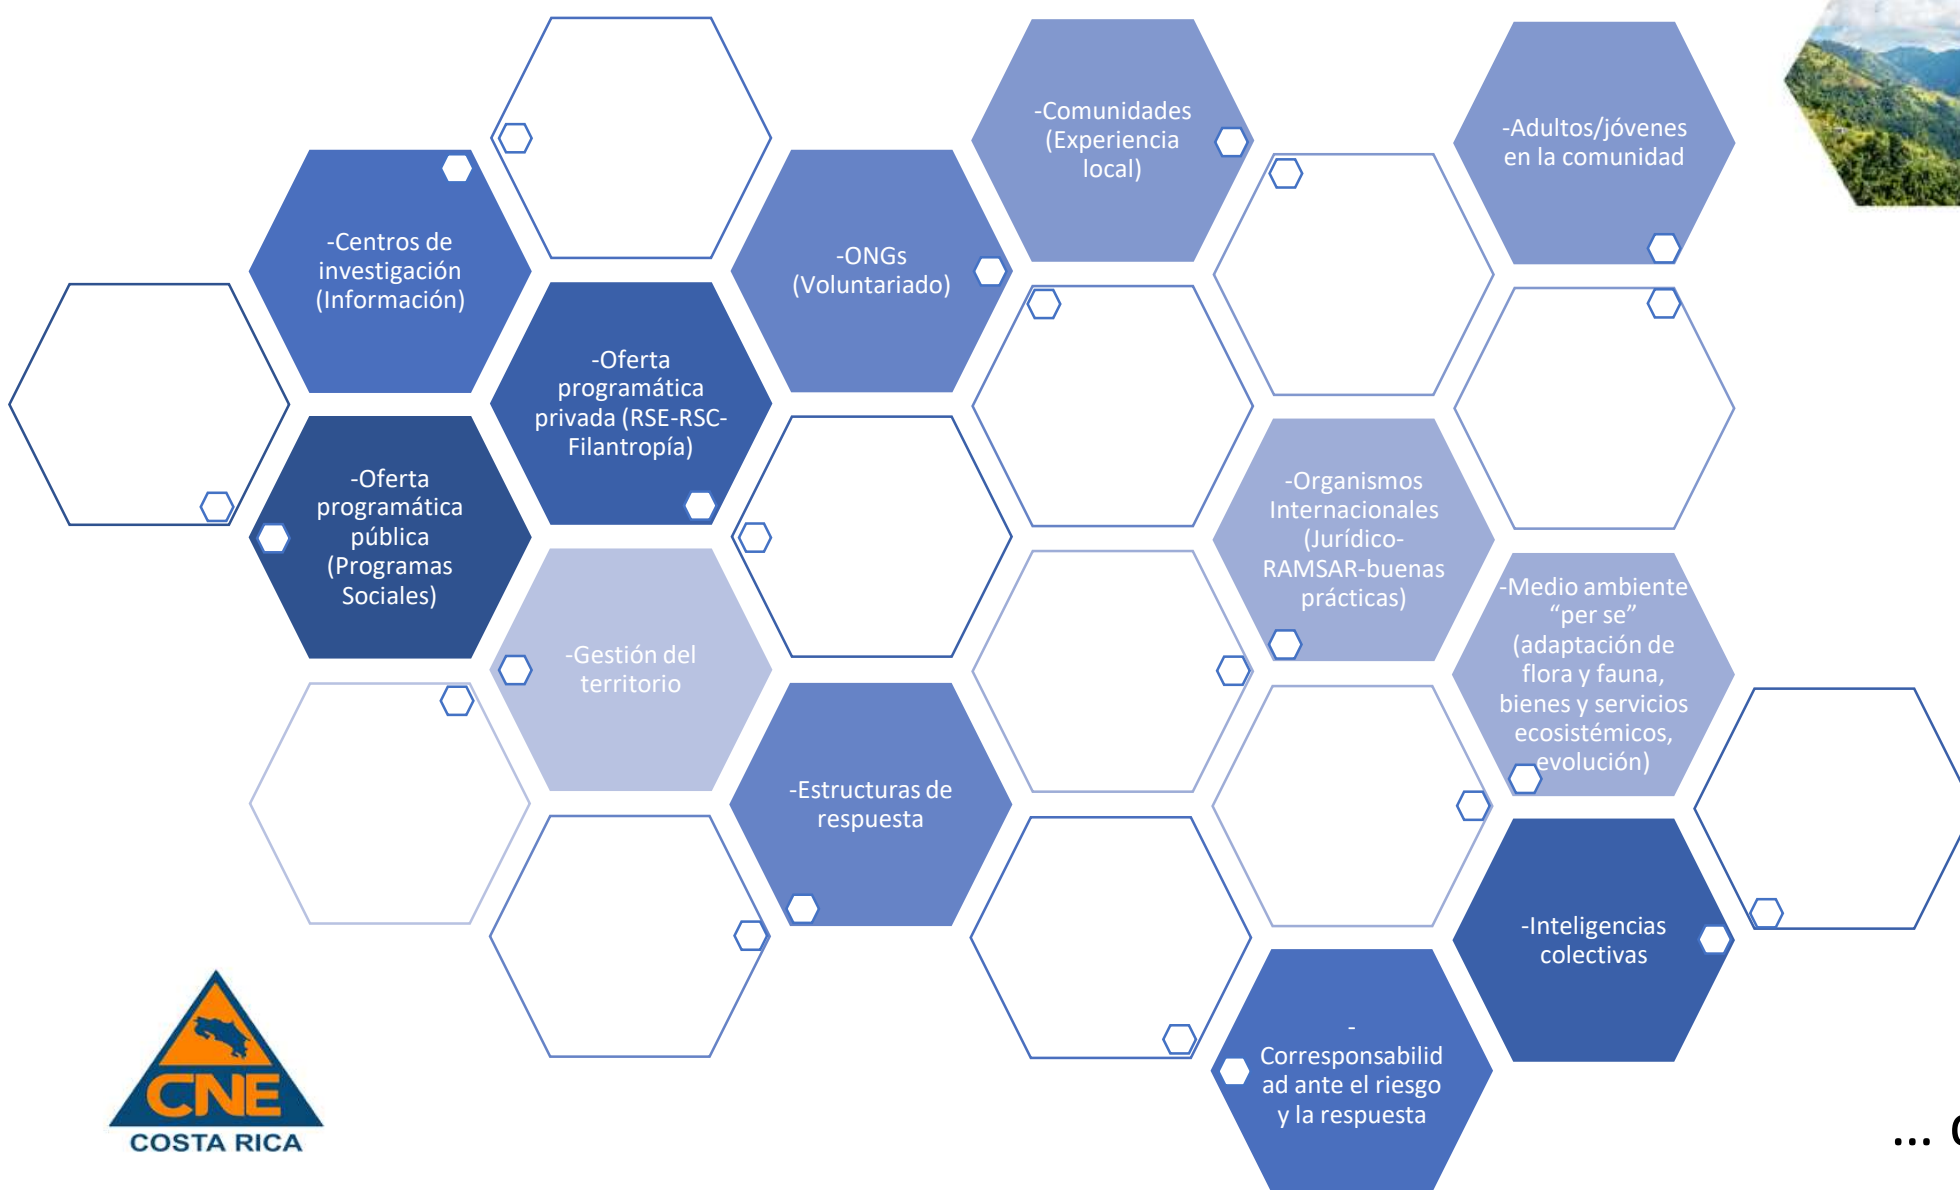 -Comunidades
(Experiencia
local)
-Adultos/jóvenes
en la comunidad
-Centros de
investigación
(Información)
-ONGs
(Voluntariado)
-Oferta
programática
privada (RSE-RSC-
Filantropía)
-Oferta
programática
pública
(Programas
Sociales)
-Organismos
Internacionales
(Jurídico-
RAMSAR-buenas
prácticas)
-Gestión del
territorio
-Medio ambiente
“per se”
(adaptación de
flora y fauna,
bienes y servicios
ecosistémicos,
evolución)
-Estructuras de
respuesta
-Inteligencias
colectivas
-
Corresponsabilid
ad ante el riesgo
y la respuesta
CNE
COSTA RICA
...